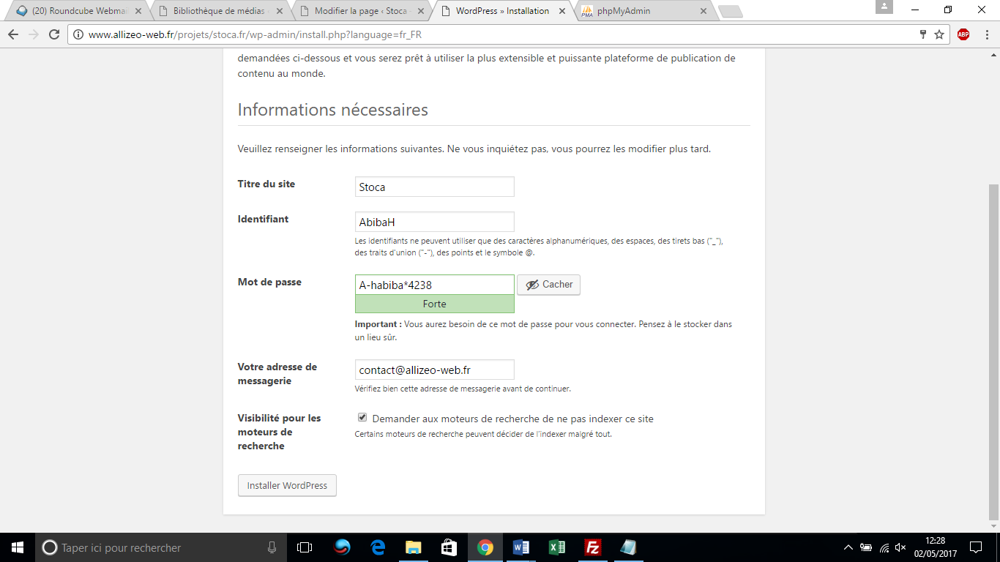 (20) Roundcube Webma
Bibliothèque de médias
Modifier la page ‹ Stoca
WordPress » Installation
phpMyAdmin
www.allizeo-web.fr/projets/stoca.fr/wp-admin/install.php?language=fr_FR
ABP
demandées ci-dessous et vous serez prêt à utiliser la plus extensible et puissante plateforme de publication de
contenu au monde.
Informations nécessaires
Veuillez renseigner les informations suivantes. Ne vous inquiétez pas, vous pourrez les modifier plus tard.
Titre du site
Stoca
Identifiant
AbibaH
Les identifiants ne peuvent utiliser que des caractères alphanumériques, des espaces, des tirets bas ("_"),
des traits d'union ("-"), des points et le symbole @.
Mot de passe
A-habiba*4238
Cacher
Forte
Important : Vous aurez besoin de ce mot de passe pour vous connecter. Pensez à le stocker dans
un lieu sûr.
Votre adresse de
messagerie
contact@allizeo-web.fr
Vérifiez bien cette adresse de messagerie avant de continuer.
Visibilité pour les
moteurs de
recherche
Demander aux moteurs de recherche de ne pas indexer ce site
Certains moteurs de recherche peuvent décider de l'indexer malgré tout.
Installer WordPress
Taper ici pour rechercher
12:28
02/05/2017